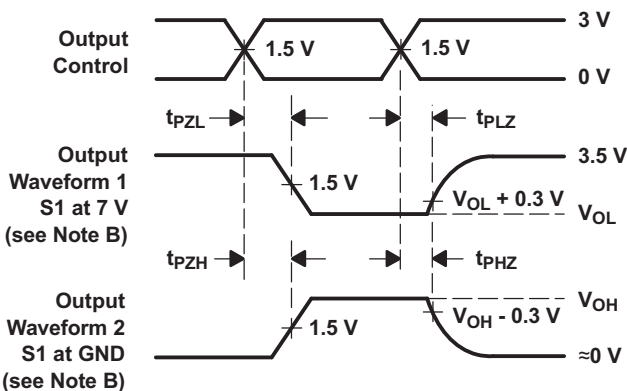 3 V
Output
Control
1.5 V
1.5 V
0 V
tPZL
tPLZ
Output
Waveform 1
S1 at 7 V
(see Note B)
3.5 V
1.5 V
VOL + 0.3 V
VOL
tPZH
tPHZ
Output
Waveform 2
S1 at GND
(see Note B)
VOH
VOH - 0.3 V
1.5 V
≈0 V